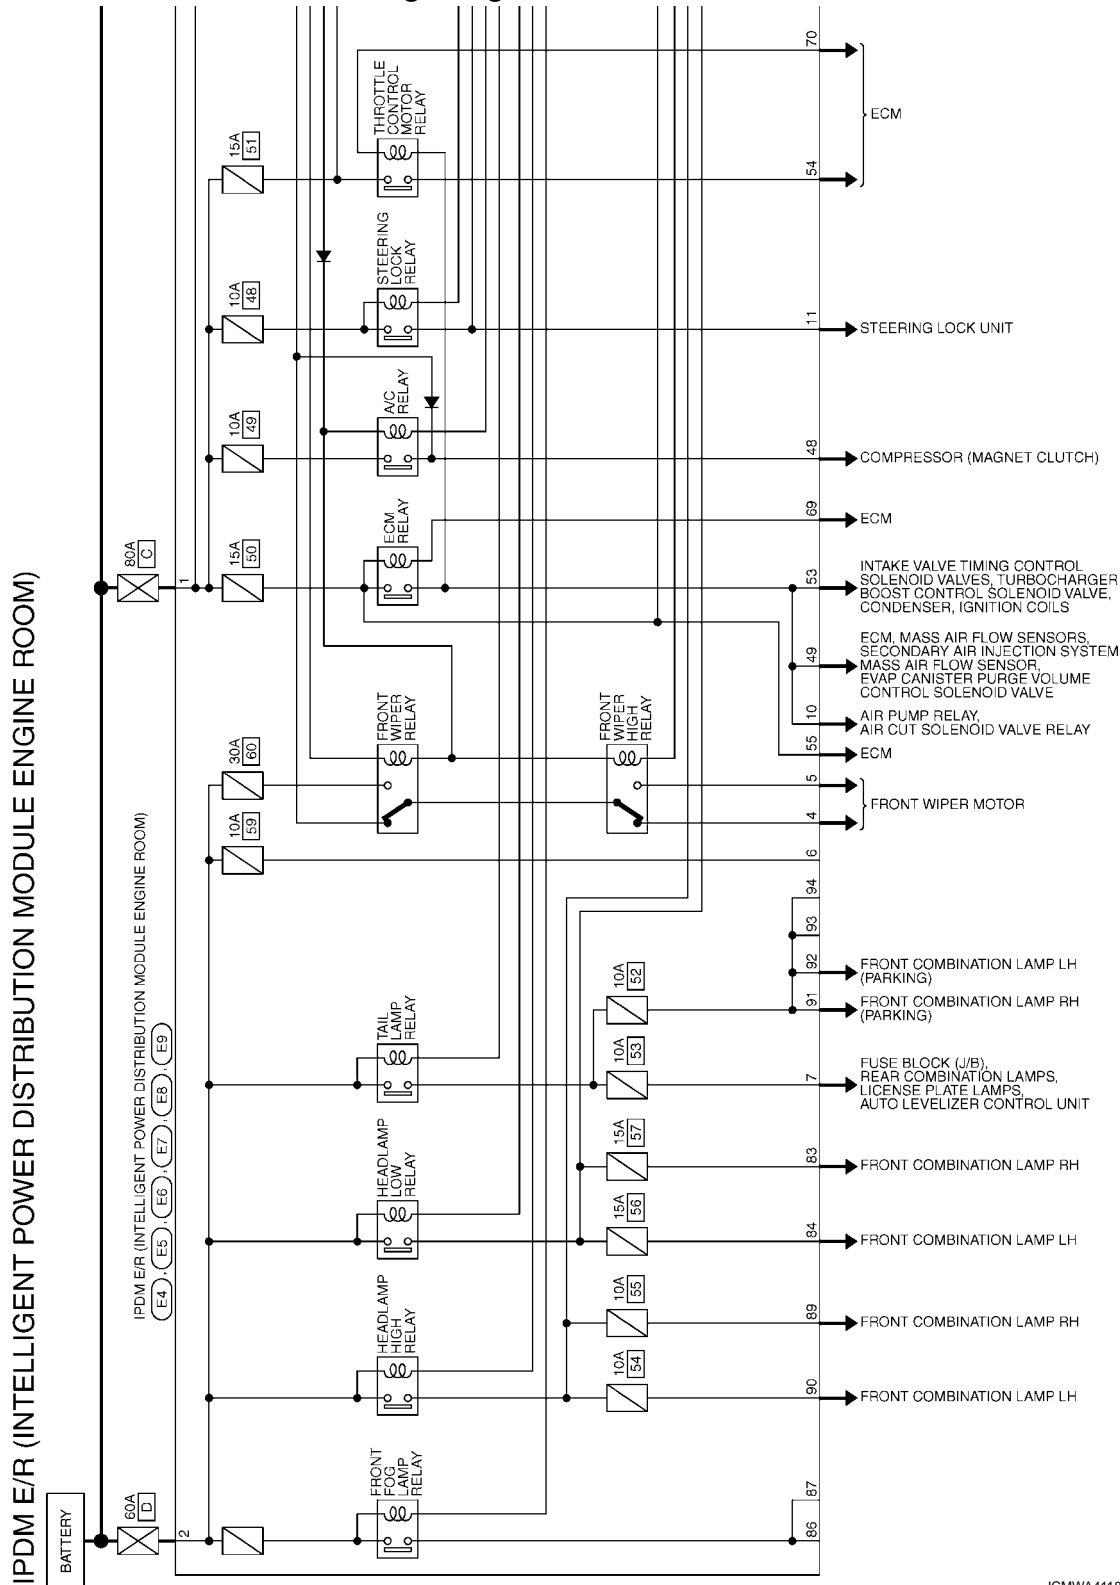 IPDM E/R (INTELLIGENT POWER DISTRIBUTION MODULE ENGINE ROOM)
BATTERY
80A
C
60A
D
1
2
IPDM E/R (INTELLIGENT POWER DISTRIBUTION MODULE ENGINE ROOM)
E4 , E5 , E6 , E7 , E8 , E9
15A
51
THROTTLE
CONTROL
MOTOR
RELAY
70
54
ECM
10A
48
STEERING
LOCK
RELAY
11
STEERING LOCK UNIT
10A
49
A/C
RELAY
48
COMPRESSOR (MAGNET CLUTCH)
15A
50
ECM
RELAY
69
ECM
53
INTAKE VALVE TIMING CONTROL
SOLENOID VALVES, TURBOCHARGER
BOOST CONTROL SOLENOID VALVE,
CONDENSER, IGNITION COILS
49
ECM, MASS AIR FLOW SENSORS,
SECONDARY AIR INJECTION SYSTEM
MASS AIR FLOW SENSOR,
EVAP CANISTER PURGE VOLUME
CONTROL SOLENOID VALVE
10
AIR PUMP RELAY,
AIR CUT SOLENOID VALVE RELAY
55
ECM
30A
60
FRONT
WIPER
RELAY
FRONT
WIPER
HIGH
RELAY
5
4
FRONT WIPER MOTOR
10A
59
6
94
93
10A
52
92
FRONT COMBINATION LAMP LH
(PARKING)
91
FRONT COMBINATION LAMP RH
(PARKING)
TAIL
LAMP
RELAY
10A
53
7
FUSE BLOCK (J/B),
REAR COMBINATION LAMPS,
LICENSE PLATE LAMPS,
AUTO LEVELIZER CONTROL UNIT
HEADLAMP
LOW
RELAY
15A
57
83
FRONT COMBINATION LAMP RH
15A
56
84
FRONT COMBINATION LAMP LH
HEADLAMP
HIGH
RELAY
10A
55
89
FRONT COMBINATION LAMP RH
10A
54
90
FRONT COMBINATION LAMP LH
FRONT
FOG
LAMP
RELAY
87
86